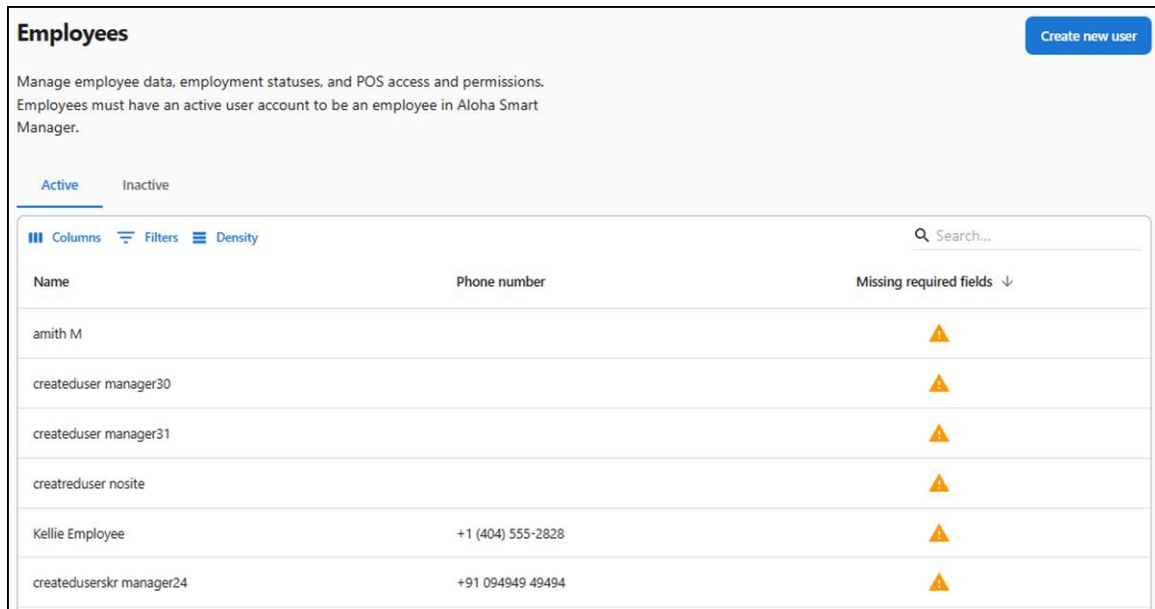 Employees
Create new user
Manage employee data, employment statuses, and POS access and permissions.
Employees must have an active user account to be an employee in Aloha Smart
Manager.
Active Inactive
Columns Filters Density Search...
Name Phone number Missing required fields
amith M
createduser manager30
createduser manager31
creatreduser nosite
Kellie Employee +1 (404) 555-2828
createduserskr manager24 +91 094949 49494